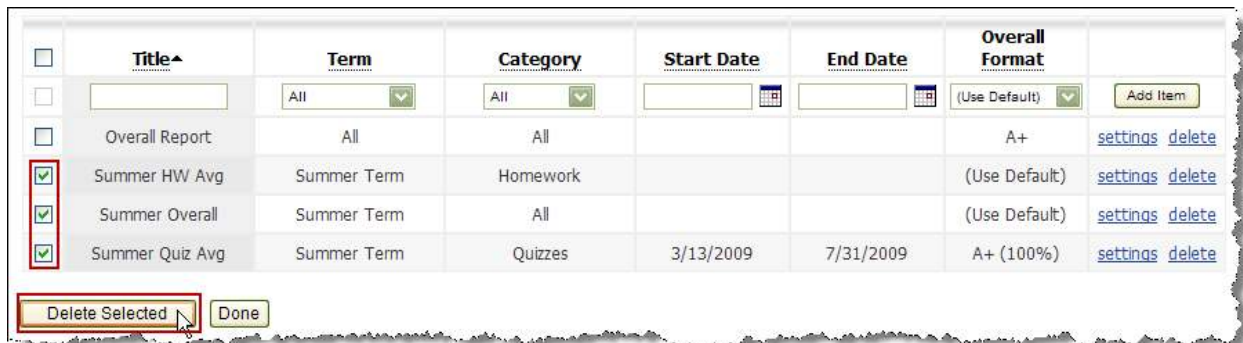 Title Term Category Start Date End Date Overall Format
All All (Use Default) Add Item
Overall Report All All A+ settings delete
Summer HW Avg Summer Term Homework (Use Default) settings delete
Summer Overall Summer Term All (Use Default) settings delete
Summer Quiz Avg Summer Term Quizzes 3/13/2009 7/31/2009 A+ (100%) settings delete
Delete Selected Done